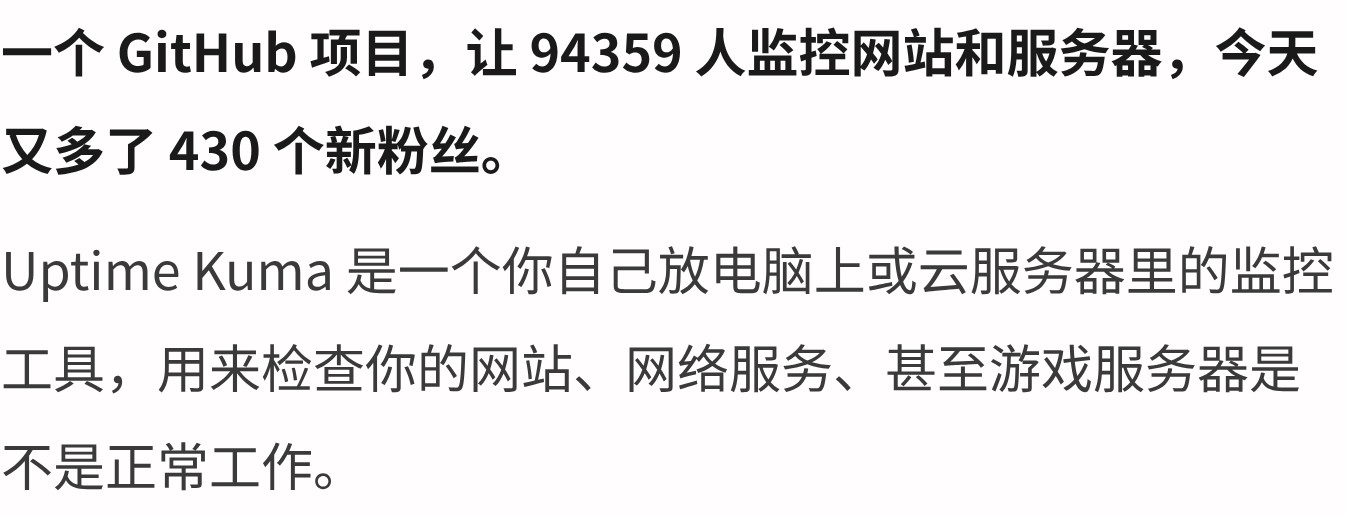 一个 GitHub 项目，让 94359 人监控网站和服务器，今天
又多了 430 个新粉丝。
Uptime Kuma 是一个你自己放电脑上或云服务器里的监控
工具，用来检查你的网站、网络服务、甚至游戏服务器是
不是正常工作。